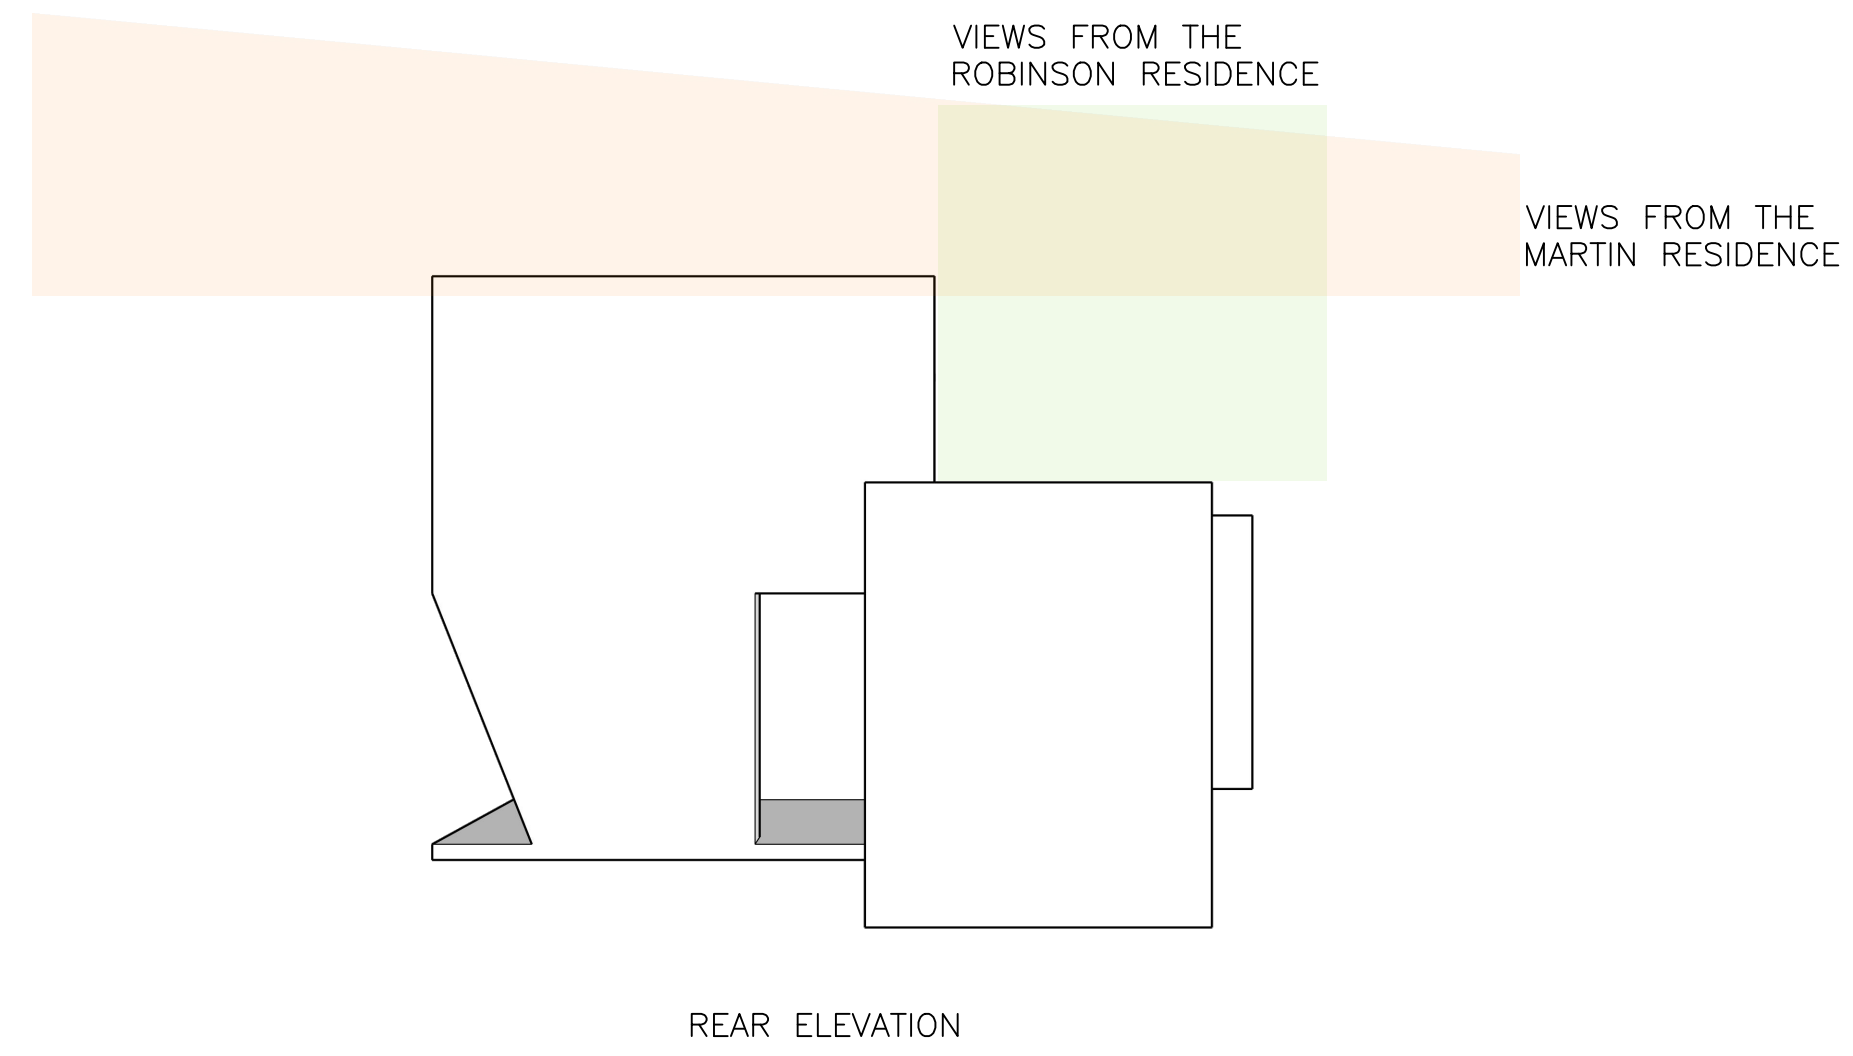 VIEWS FROM THE
ROBINSON RESIDENCE
VIEWS FROM THE
MARTIN RESIDENCE
REAR ELEVATION